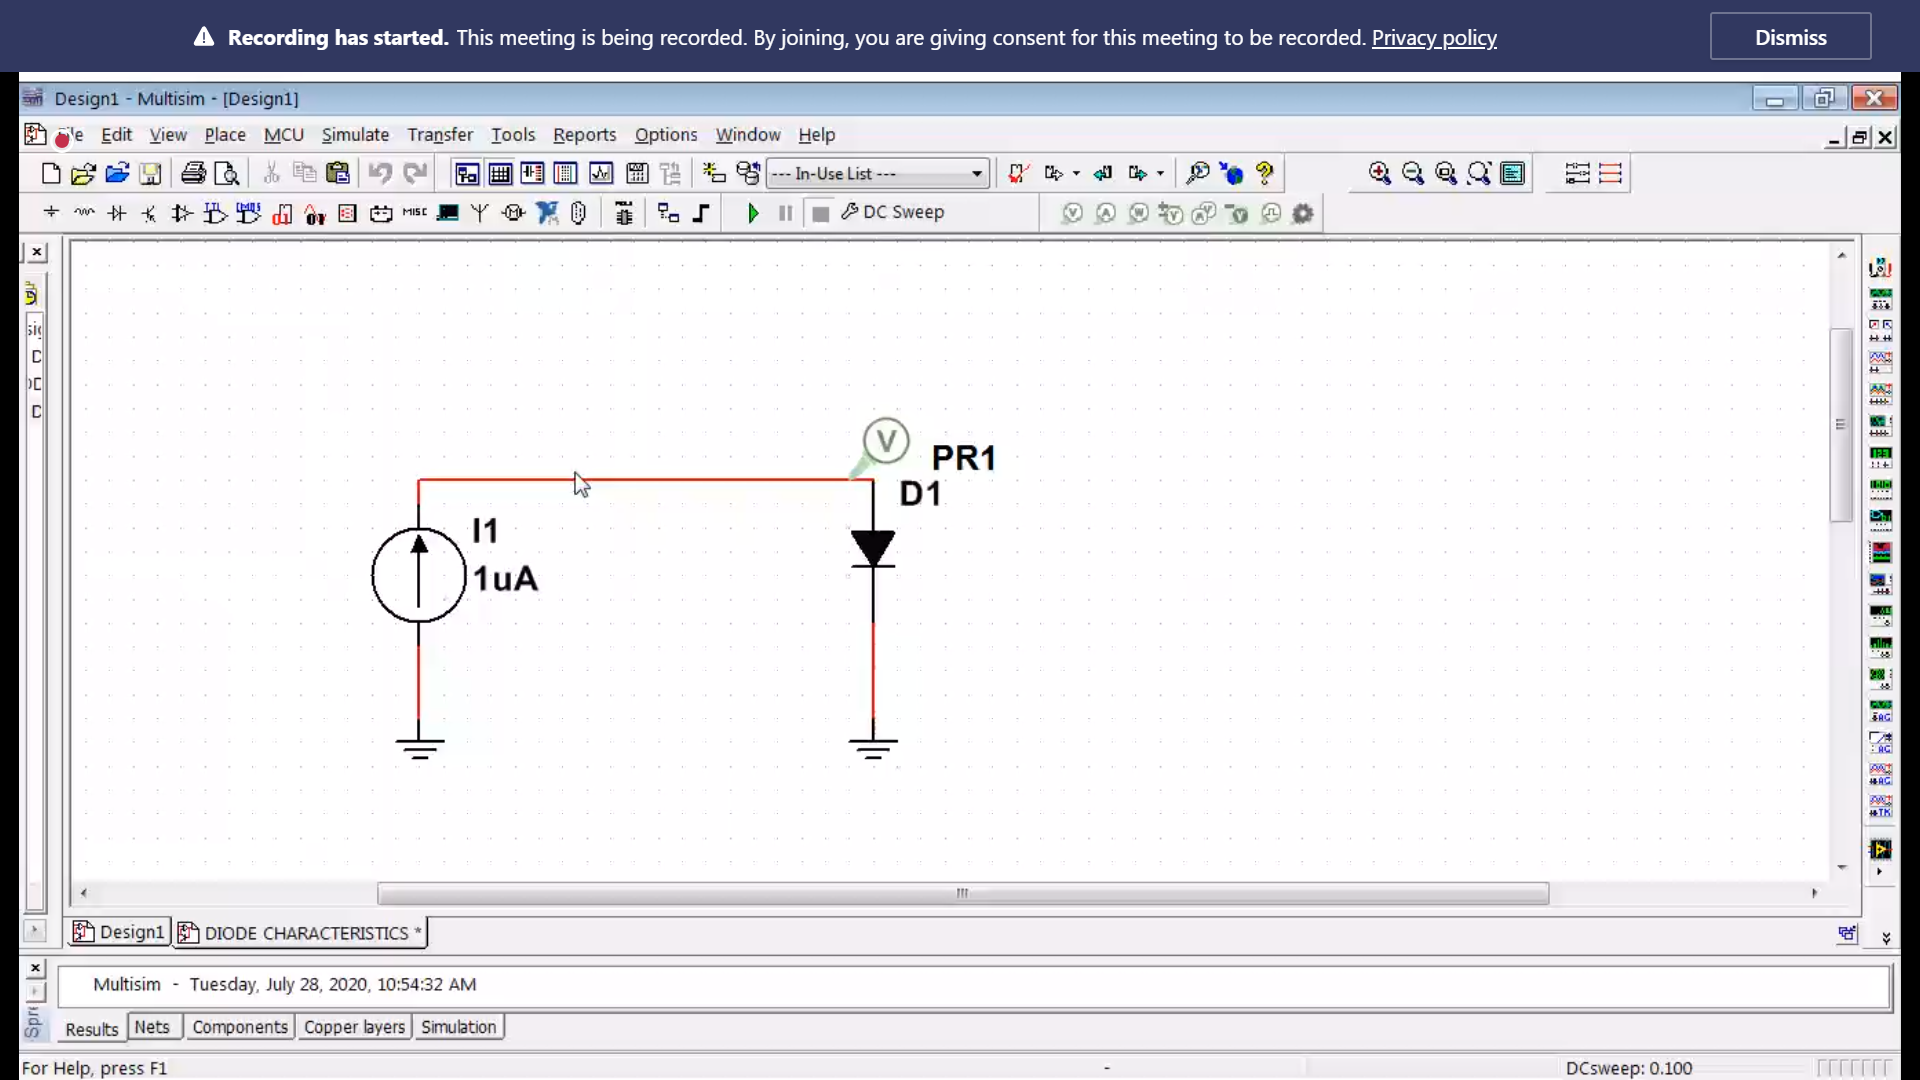 Recording has started. This meeting is being recorded. By joining, you are giving consent for this meeting to be recorded. Privacy policy
Dismiss
Design1 - Multisim - [Design1]
Edit View Place MCU Simulate Transfer Tools Reports Options Window Help
--- In-Use List ---
MISC
DC Sweep
V
PR1
D1
I1
1uA
Design1
DIODE CHARACTERISTICS *
Multisim - Tuesday, July 28, 2020, 10:54:32 AM
Results Nets Components Copper layers Simulation
For Help, press F1
-
DCsweep: 0.100